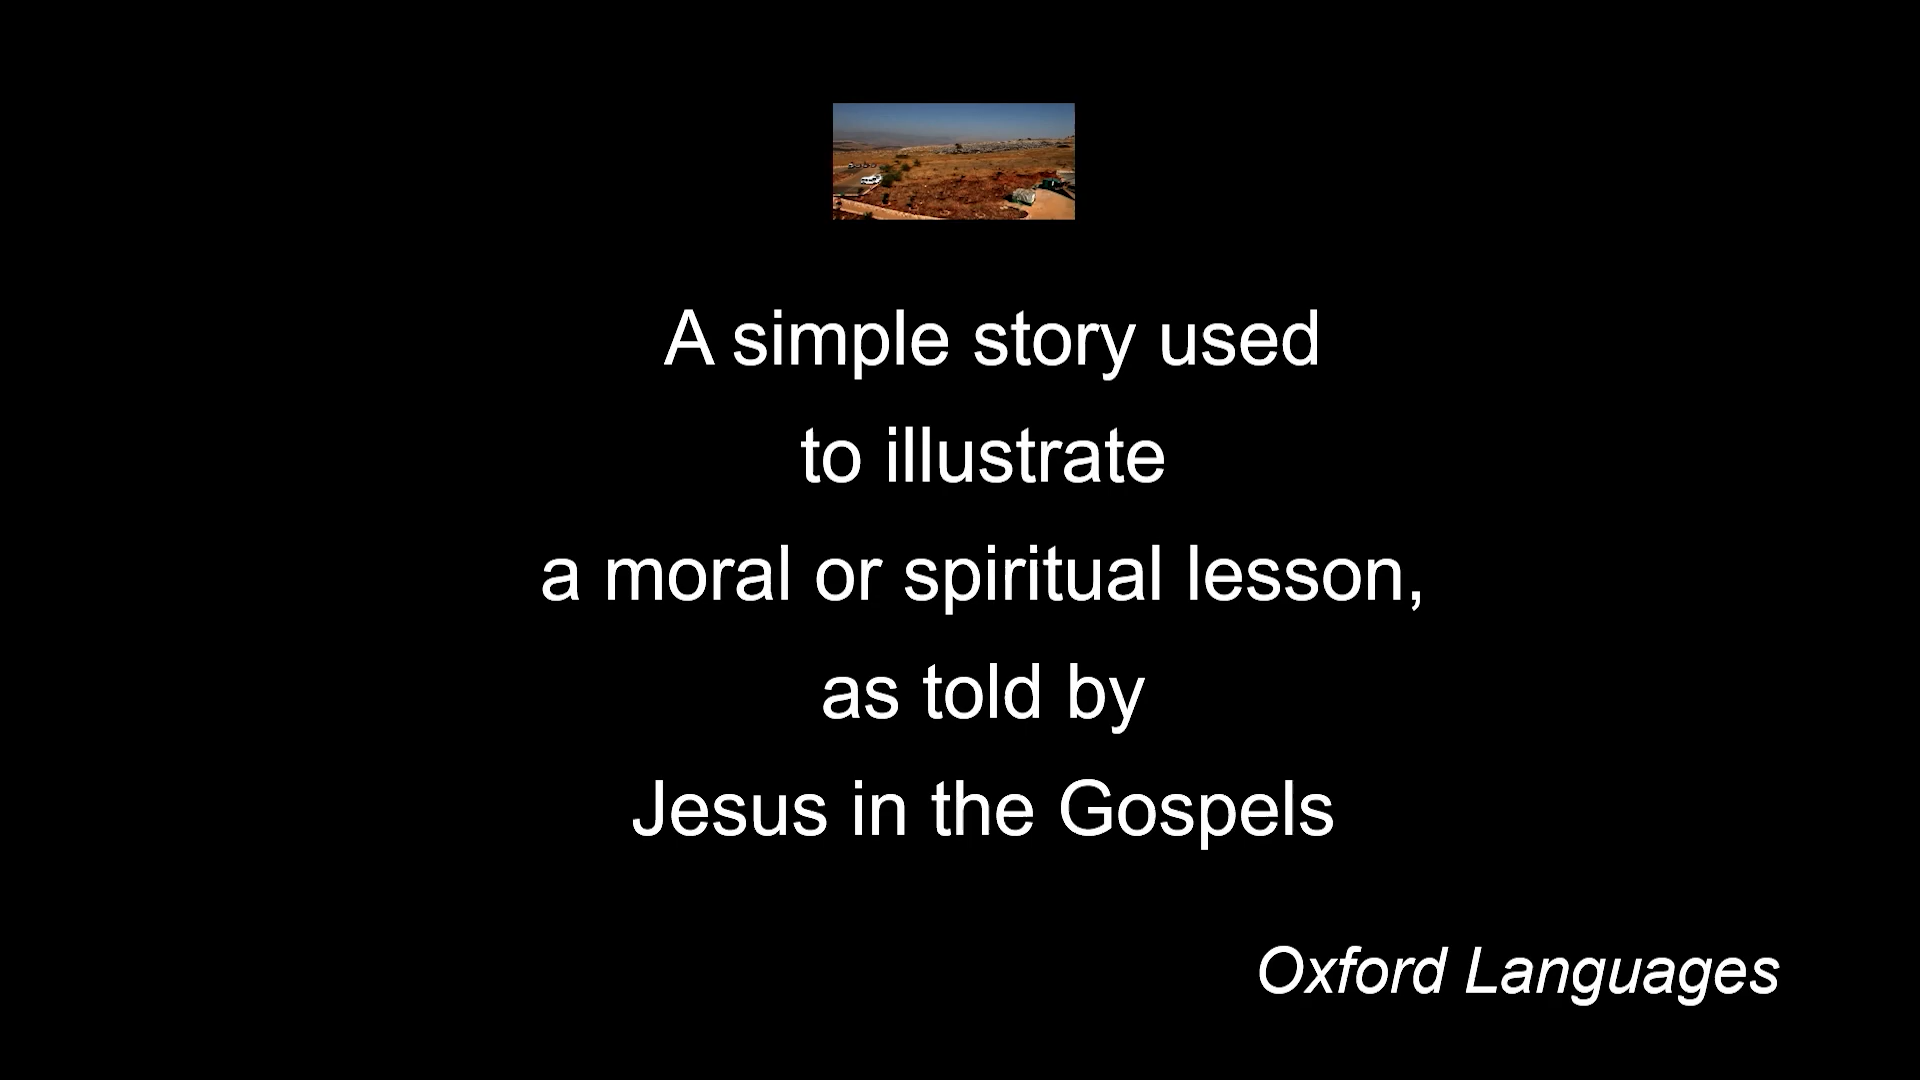 A simple story used
to illustrate
a moral or spiritual lesson,
as told by
Jesus in the Gospels
Oxford Languages